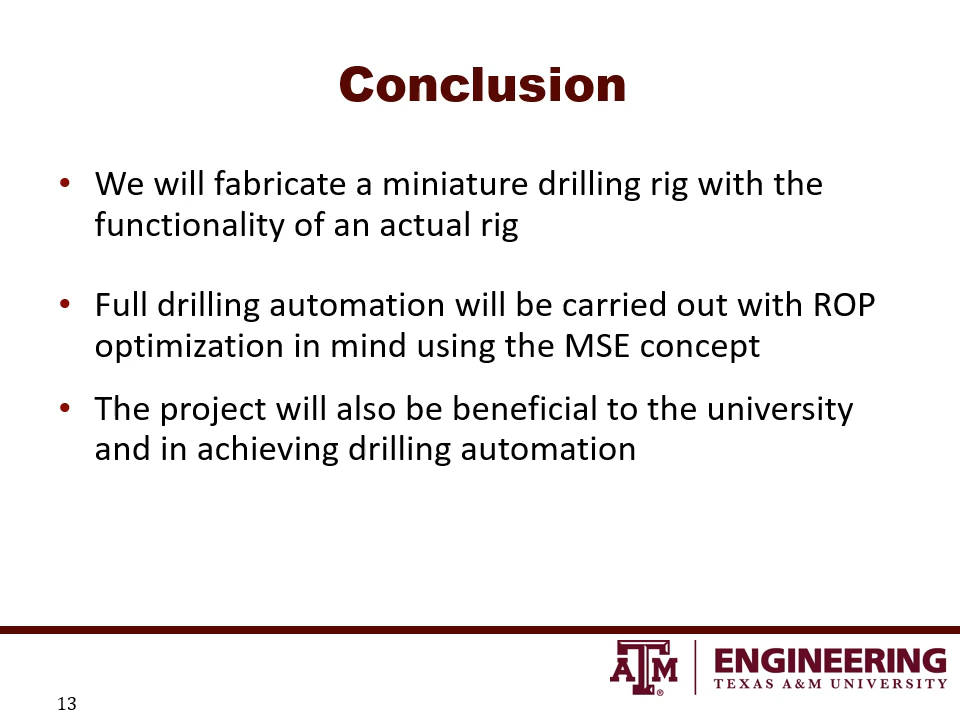 Conclusion
• We will fabricate a miniature drilling rig with the
functionality of an actual rig
• Full drilling automation will be carried out with ROP
optimization in mind using the MSE concept
• The project will also be beneficial to the university
and in achieving drilling automation
ATM® ENGINEERING
TEXAS A&M UNIVERSITY
13